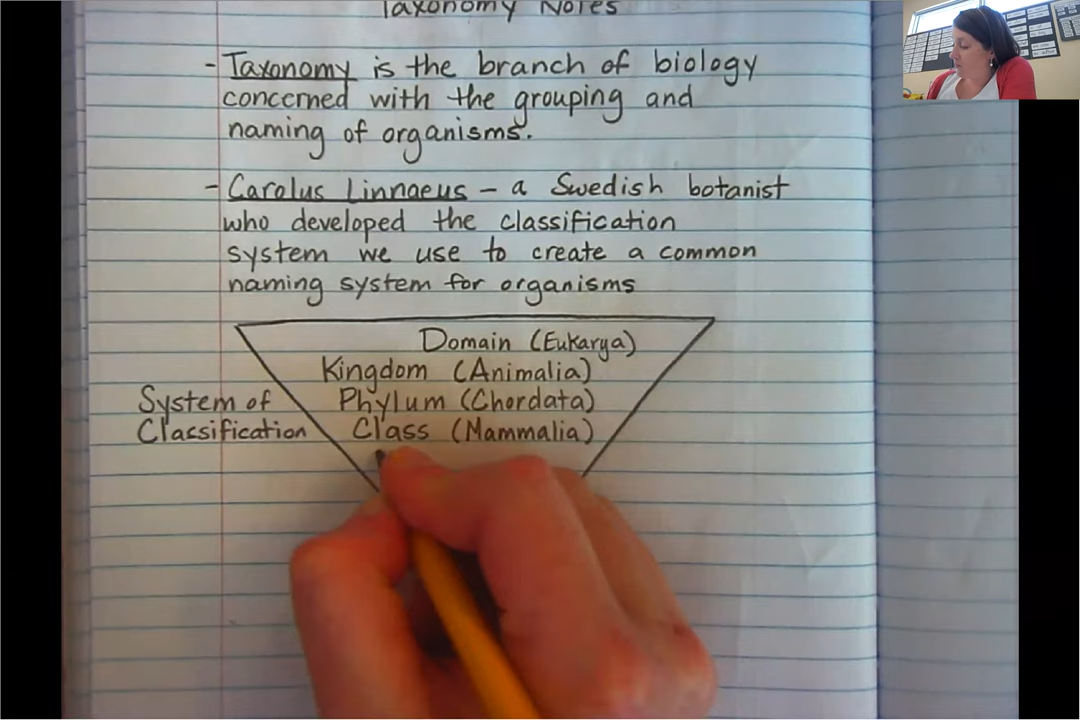 Taxonomy Notes
- Taxonomy is the branch of biology
concerned with the grouping and
naming of organisms.
- Carolus Linnaeus - a Swedish botanist
who developed the classification
system we use to create a common
naming system for organisms
Domain (Eukarya)
Kingdom (Animalia)
System of
Classification
Phylum (Chordata)
Class (Mammalia)